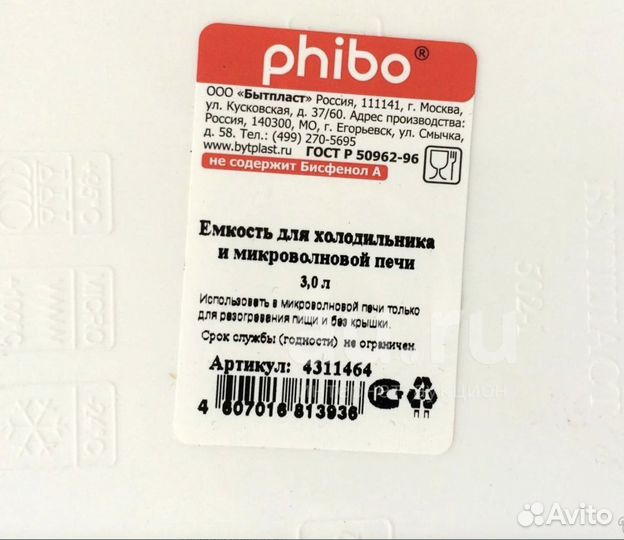 phibo®
ООО «Бытпласт» Россия, 111141, г. Москва,
ул. Кусковская, д. 37/60. Адрес производства:
Россия, 140300, МО, г. Егорьевск, ул. Смычка,
д. 58. Тел.: (499) 270-5695
www.bytplast.ru ГОСТ Р 50962-96
не содержит Бисфенол А
Емкость для холодильника
и микроволновой печи
3,0 л
Использовать в микроволновой печи только
для разогревания пищи и без крышки.
Срок службы (годности) не ограничен.
Артикул: 4311464
4 607016 813936
Avito